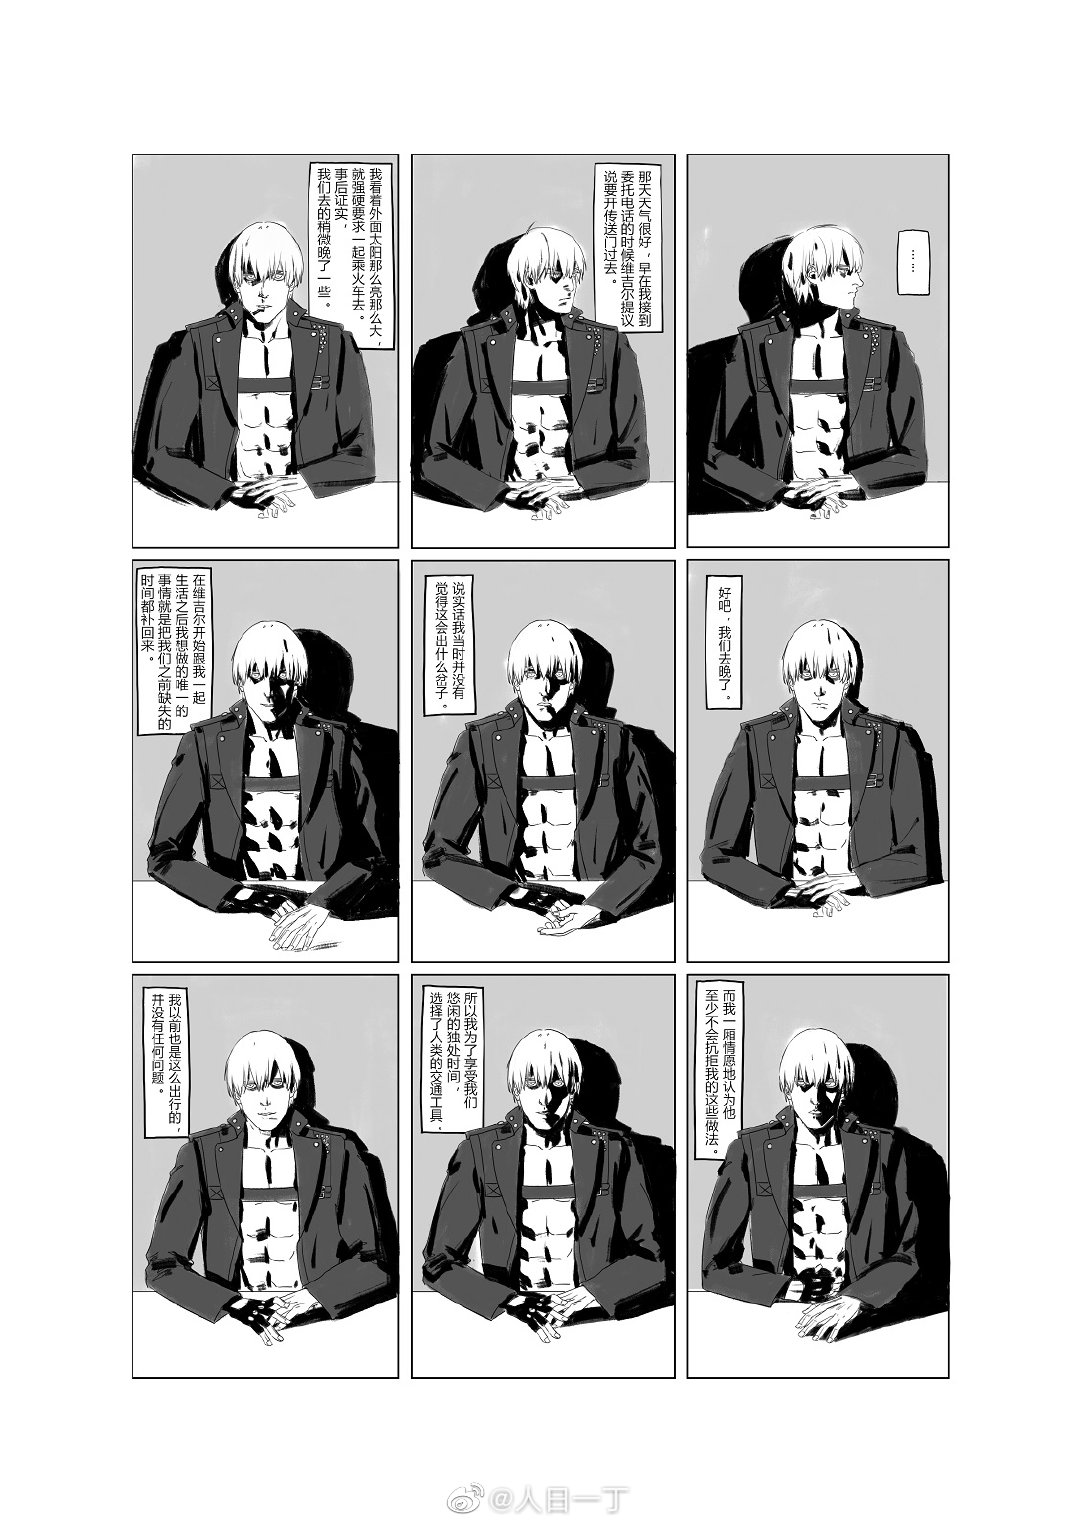 ……
那天天气很好，早在我接到
委托电话的时候维吉尔提议
说要开传送门过去。
我看着外面太阳那么亮那么大，
就强硬要求一起乘火车去。
事后证实，
我们去的稍微晚了一些。
好吧，我们去晚了。
说实话我当时并没有
觉得这会出什么岔子。
在维吉尔开始跟我一起
生活之后我想做的唯一的
事情就是把我们之前缺失的
时间都补回来。
而我一厢情愿地认为他
至少不会抗拒我的这些做法。
所以我为了享受我们
悠闲的独处时间，
选择了人类的交通工具。
我以前也是这么出行的，
并没有任何问题。
@人日一丁